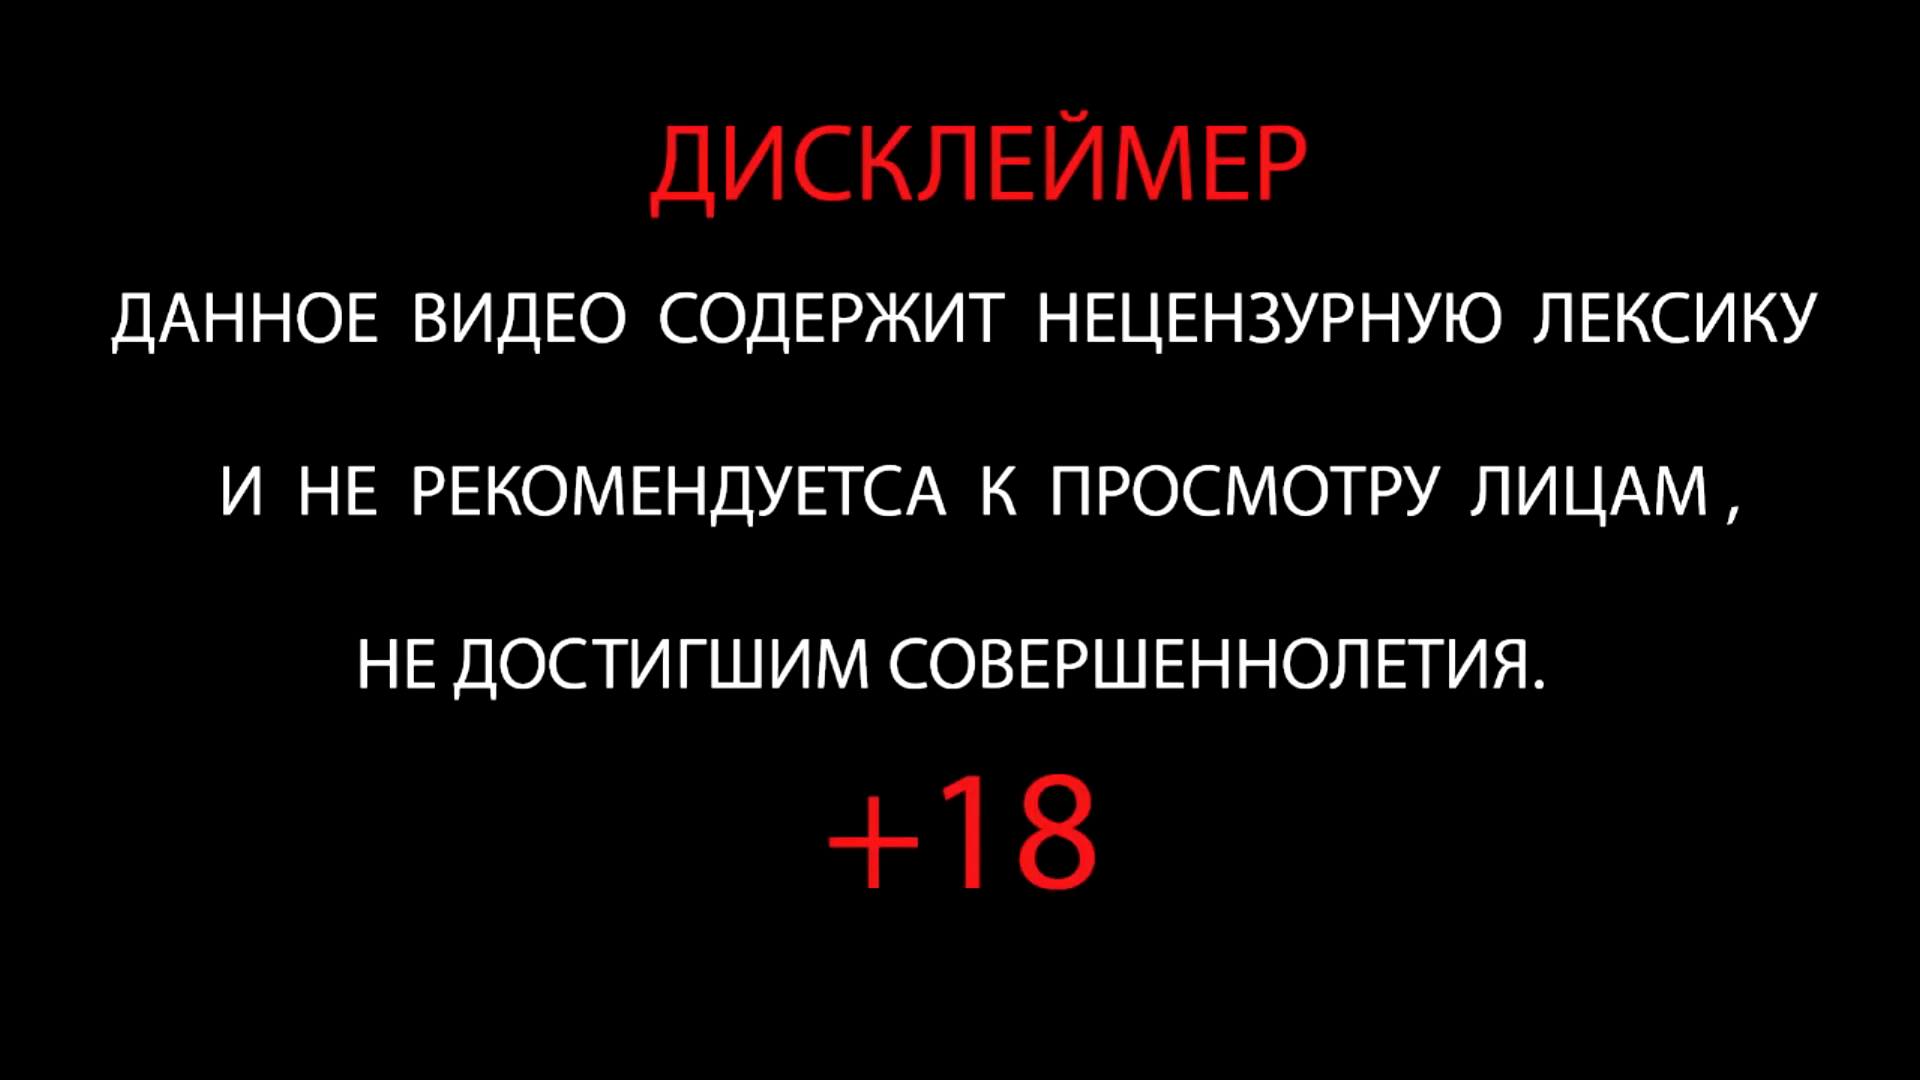 ДИСКЛЕЙМЕР
ДАННОЕ ВИДЕО СОДЕРЖИТ НЕЦЕНЗУРНУЮ ЛЕКСИКУ
И НЕ РЕКОМЕНДУЕТСА К ПРОСМОТРУ ЛИЦАМ ,
НЕ ДОСТИГШИМ СОВЕРШЕННОЛЕТИЯ.
+18